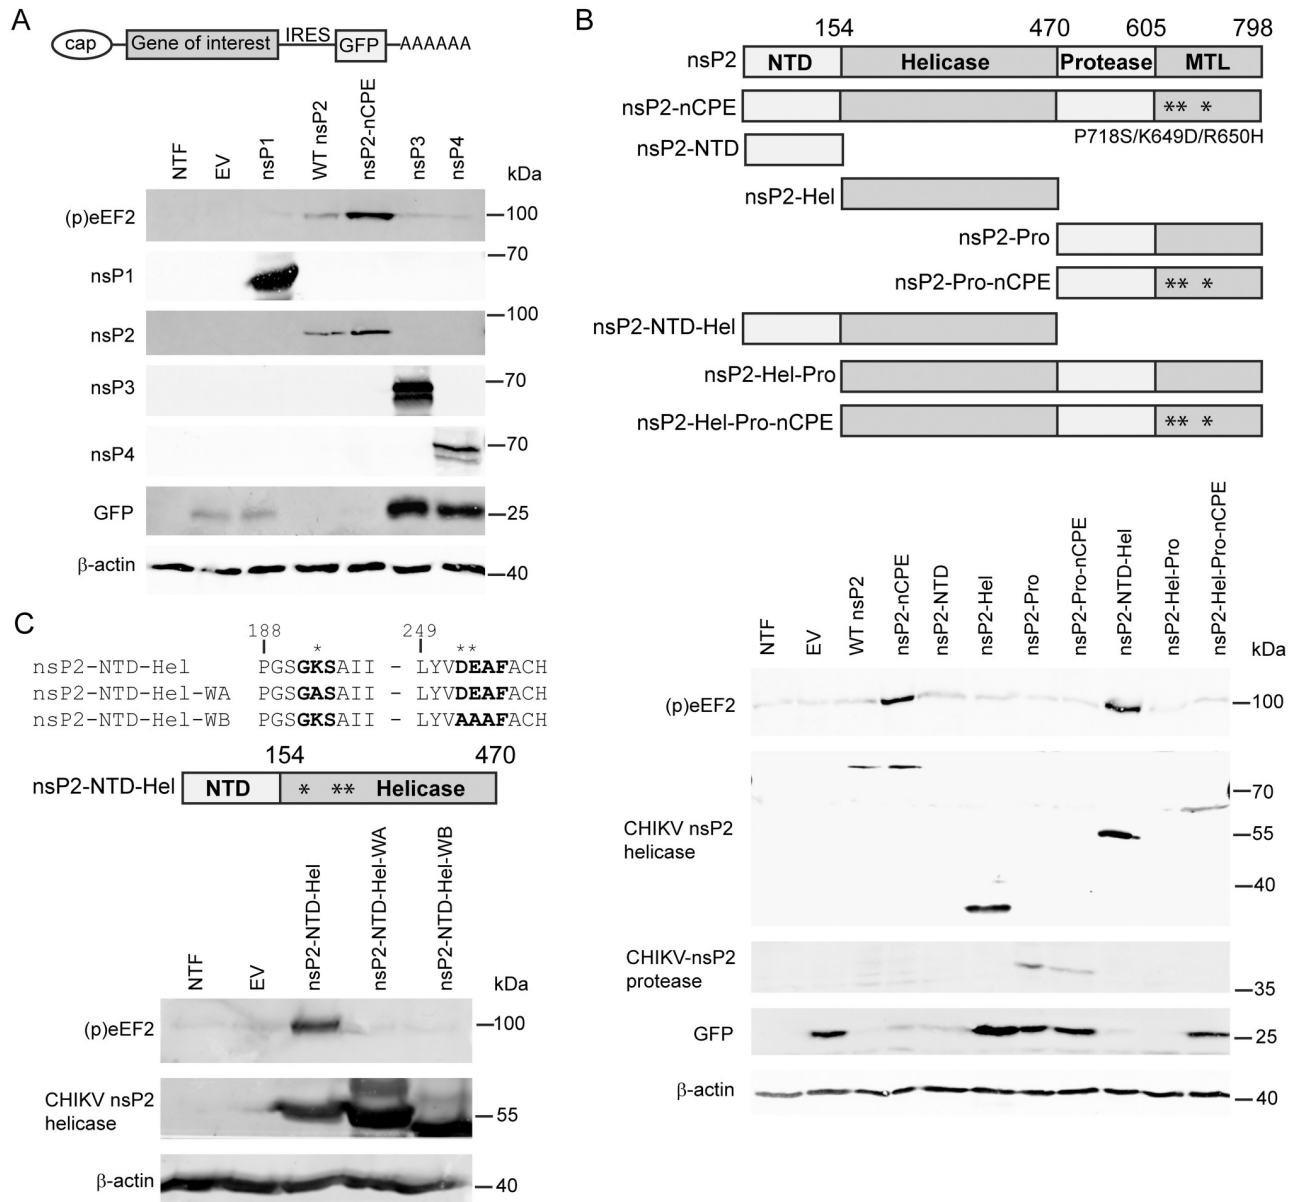 A
cap Gene of interest IRES GFP AAAAAA
NTF EV nsP1 WT nsP2 nsP2-nCPE nsP3 nsP4 kDa
(p)eEF2 100
nsP1 70
nsP2 100
nsP3 70
nsP4 70
GFP 25
β-actin 40
B
154 470 605 798
nsP2 NTD Helicase Protease MTL
nsP2-nCPE ** *
P718S/K649D/R650H
nsP2-NTD
nsP2-Hel
nsP2-Pro
nsP2-Pro-nCPE ** *
nsP2-NTD-Hel
nsP2-Hel-Pro
nsP2-Hel-Pro-nCPE ** *
NTF EV WT nsP2 nsP2-nCPE nsP2-NTD nsP2-Hel nsP2-Pro nsP2-Pro-nCPE nsP2-NTD-Hel nsP2-Hel-Pro nsP2-Hel-Pro-nCPE kDa
(p)eEF2 100
70
CHIKV nsP2 55
helicase
40
CHIKV-nsP2
protease 35
GFP 25
β-actin 40
C
188 249
* **
nsP2-NTD-Hel PGSGKSAII - LYVDEAFACH
nsP2-NTD-Hel-WA PGSGASAII - LYVDEAFACH
nsP2-NTD-Hel-WB PGSGKSAII - LYVAAAFACH
154 470
nsP2-NTD-Hel NTD * ** Helicase
NTF EV nsP2-NTD-Hel nsP2-NTD-Hel-WA nsP2-NTD-Hel-WB kDa
(p)eEF2 100
CHIKV nsP2 55
helicase
β-actin 40